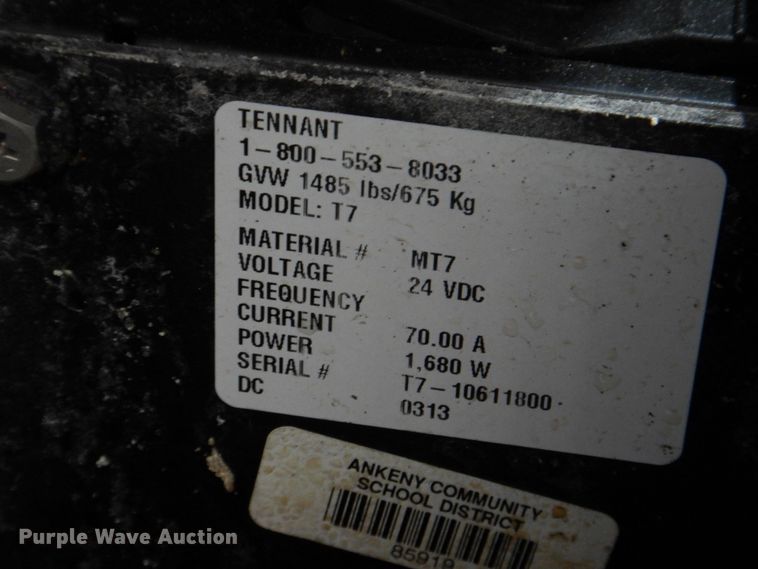 TENNANT
1-800-553-8033
GVW 1485 lbs/675 Kg
MODEL: T7
MATERIAL # MT7
VOLTAGE 24 VDC
FREQUENCY
CURRENT 70.00 A
POWER 1,680 W
SERIAL # T7-10611800
DC 0313
ANKENY COMMUNITY
SCHOOL DISTRICT
85919
Purple Wave Auction